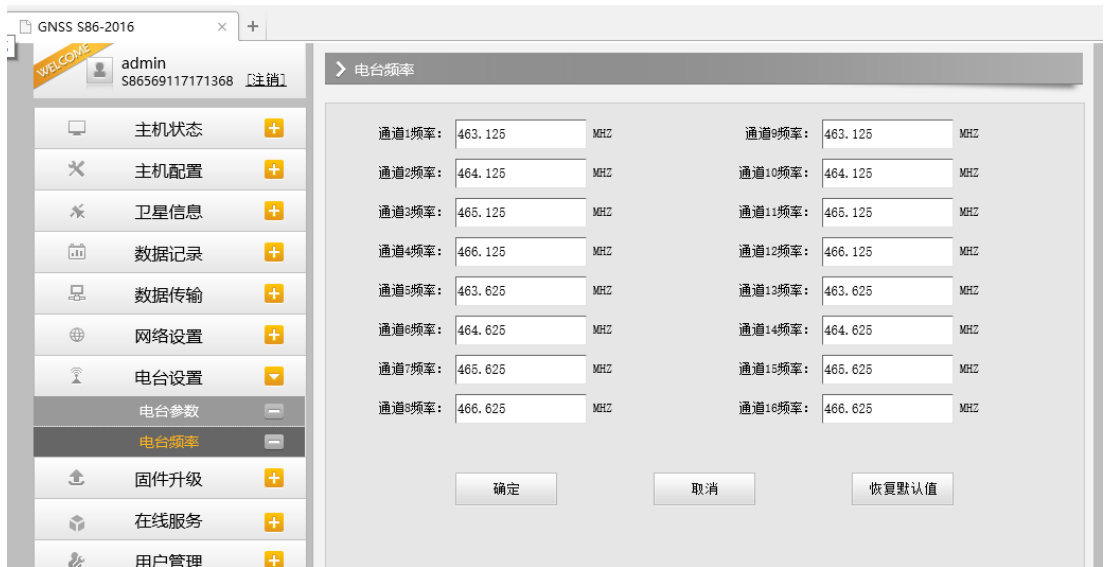 GNSS S86-2016 × +
WELCOME
admin
S86569117171368 [注销]
主机状态
主机配置
卫星信息
数据记录
数据传输
网络设置
电台设置
电台参数
电台频率
固件升级
在线服务
用户管理
电台频率
通道1频率: 463.125 MHZ 通道9频率: 463.125 MHZ
通道2频率: 464.125 MHZ 通道10频率: 464.125 MHZ
通道3频率: 465.125 MHZ 通道11频率: 465.125 MHZ
通道4频率: 466.125 MHZ 通道12频率: 466.125 MHZ
通道5频率: 463.625 MHZ 通道13频率: 463.625 MHZ
通道6频率: 464.625 MHZ 通道14频率: 464.625 MHZ
通道7频率: 465.625 MHZ 通道15频率: 465.625 MHZ
通道8频率: 466.625 MHZ 通道16频率: 466.625 MHZ
确定 取消 恢复默认值